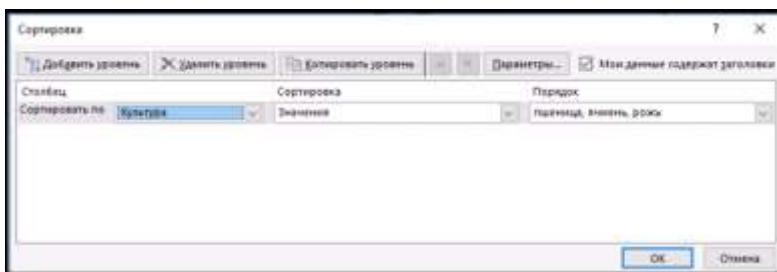 Сортировка
? ×
Добавить уровень Удалить уровень Копировать уровень Параметры... Мои данные содержат заголовки
Столбец Сортировка Порядок
Сортировать по Культура Значения пшеница, ячмень, рожь
ОК Отмена